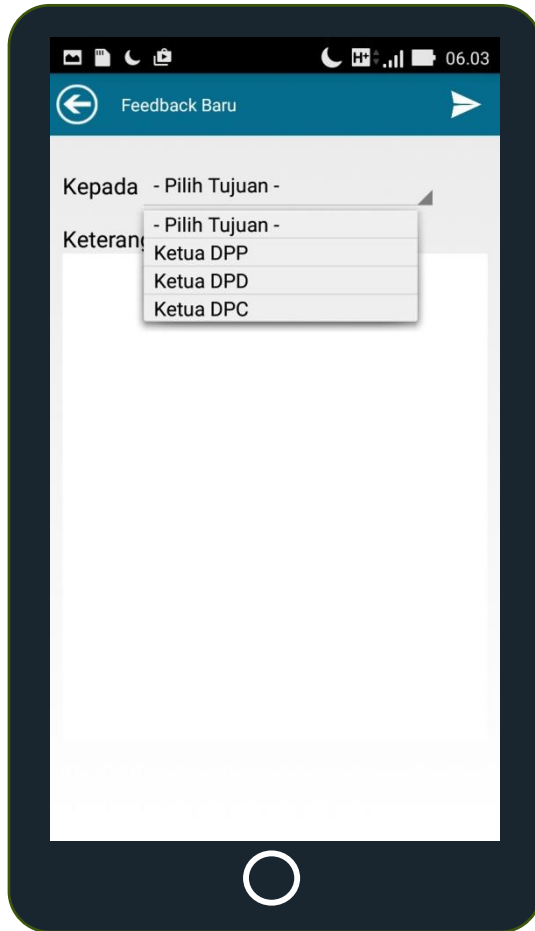 H+ 06.03
Feedback Baru
Kepada - Pilih Tujuan -
- Pilih Tujuan -
Ketua DPP
Ketua DPD
Ketua DPC